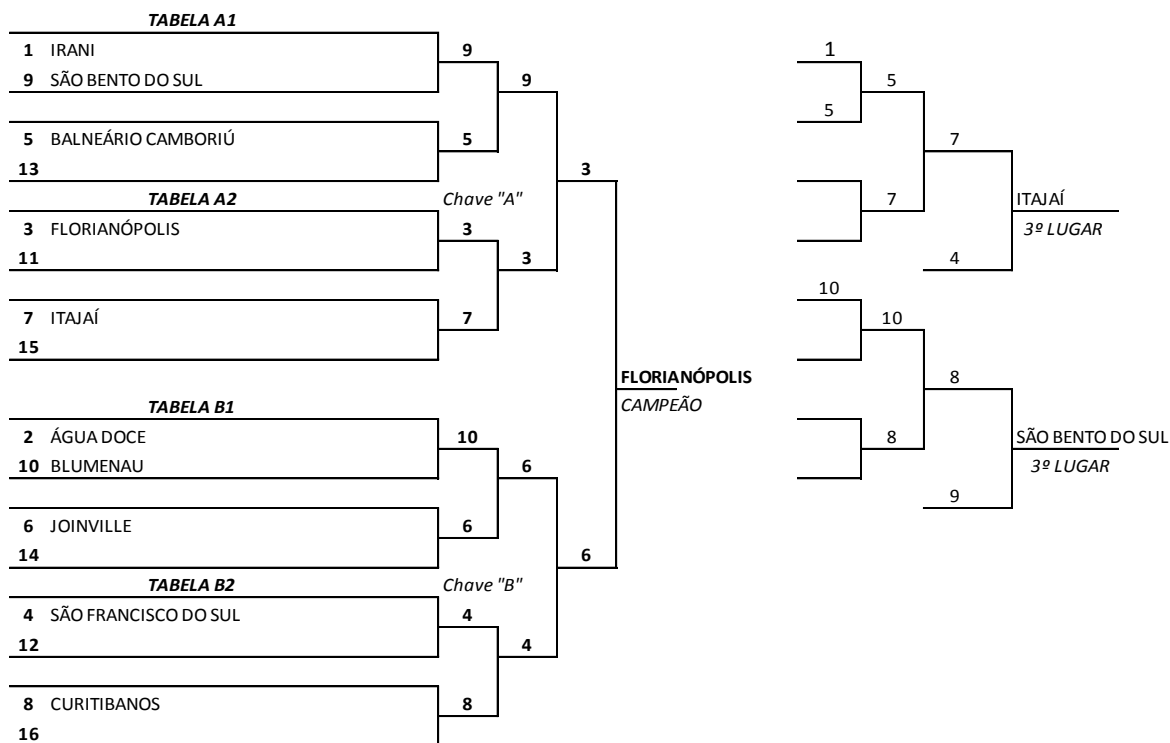 TABELA A1
1 IRANI
9
1
9 SÃO BENTO DO SUL
9
5
5
5 BALNEÁRIO CAMBORIÚ
5
7
13
3
TABELA A2
Chave "A"
7
ITAJAÍ
3 FLORIANÓPOLIS
3
3º LUGAR
11
3
4
10
7 ITAJAÍ
7
10
15
FLORIANÓPOLIS
8
TABELA B1
CAMPEÃO
2 ÁGUA DOCE
10
8
SÃO BENTO DO SUL
10 BLUMENAU
6
3º LUGAR
9
6 JOINVILLE
6
14
6
TABELA B2
Chave "B"
4 SÃO FRANCISCO DO SUL
4
12
4
8 CURITIBANOS
8
16